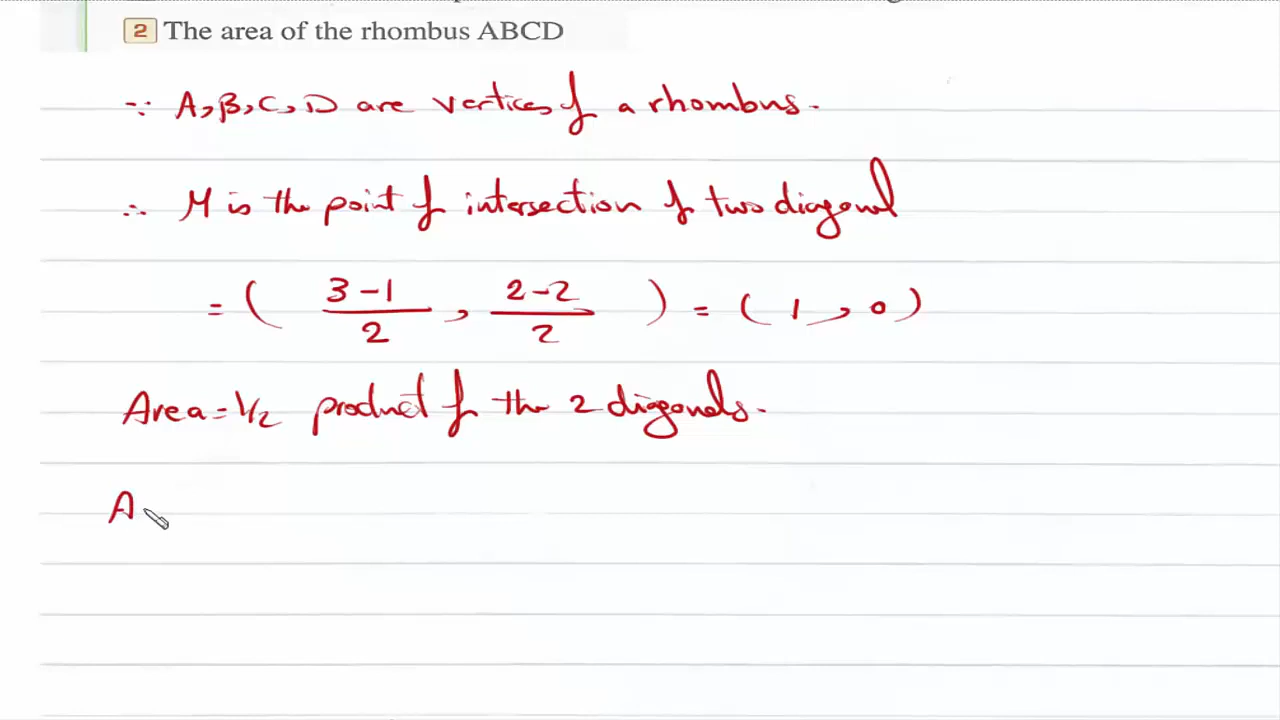 2 The area of the rhombus ABCD
∵ A, B, C, D are vertices of a rhombus.
∴ M is the point of intersection of two diagonal
= ( 3-1/2 , 2-2/2 ) = ( 1 , 0 )
Area = 1/2 product of the 2 diagonals.
A